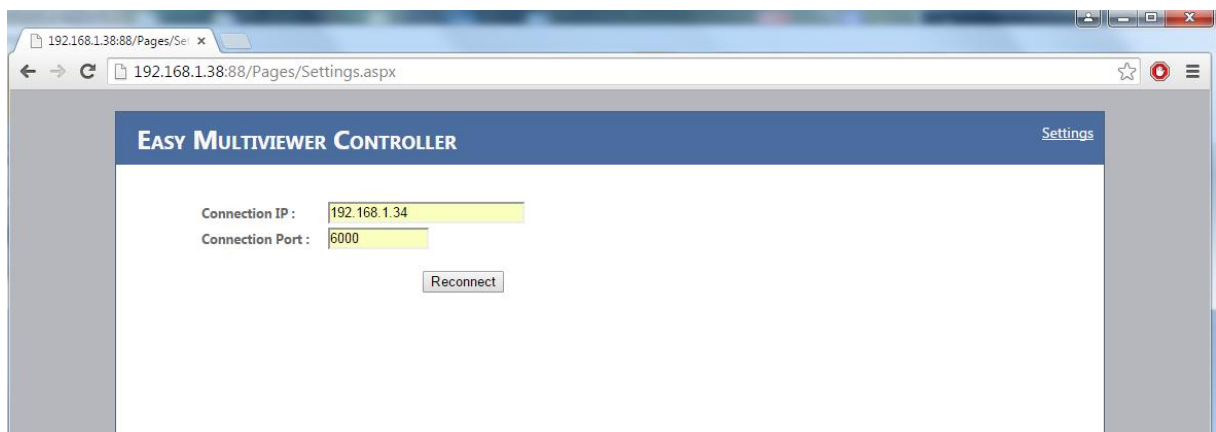 192.168.1.38:88/Pages/Se
192.168.1.38:88/Pages/Settings.aspx
EASY MULTIVIEWER CONTROLLER
Settings
Connection IP : 192.168.1.34
Connection Port : 6000
Reconnect